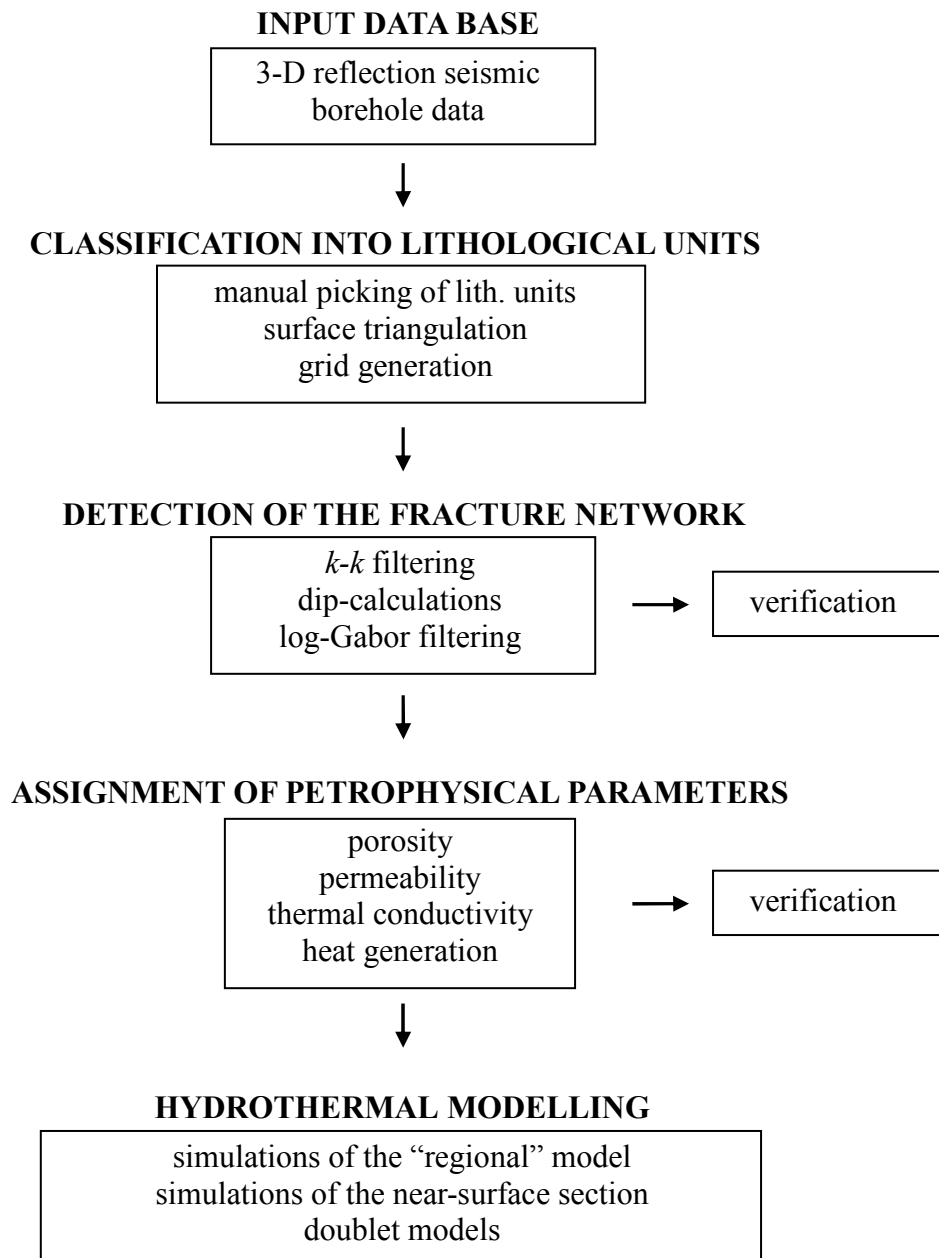 INPUT DATA BASE
3-D reflection seismic
borehole data
CLASSIFICATION INTO LITHOLOGICAL UNITS
manual picking of lith. units
surface triangulation
grid generation
DETECTION OF THE FRACTURE NETWORK
k-k filtering
dip-calculations
log-Gabor filtering
verification
ASSIGNMENT OF PETROPHYSICAL PARAMETERS
porosity
permeability
thermal conductivity
heat generation
verification
HYDROTHERMAL MODELLING
simulations of the “regional” model
simulations of the near-surface section
doublet models